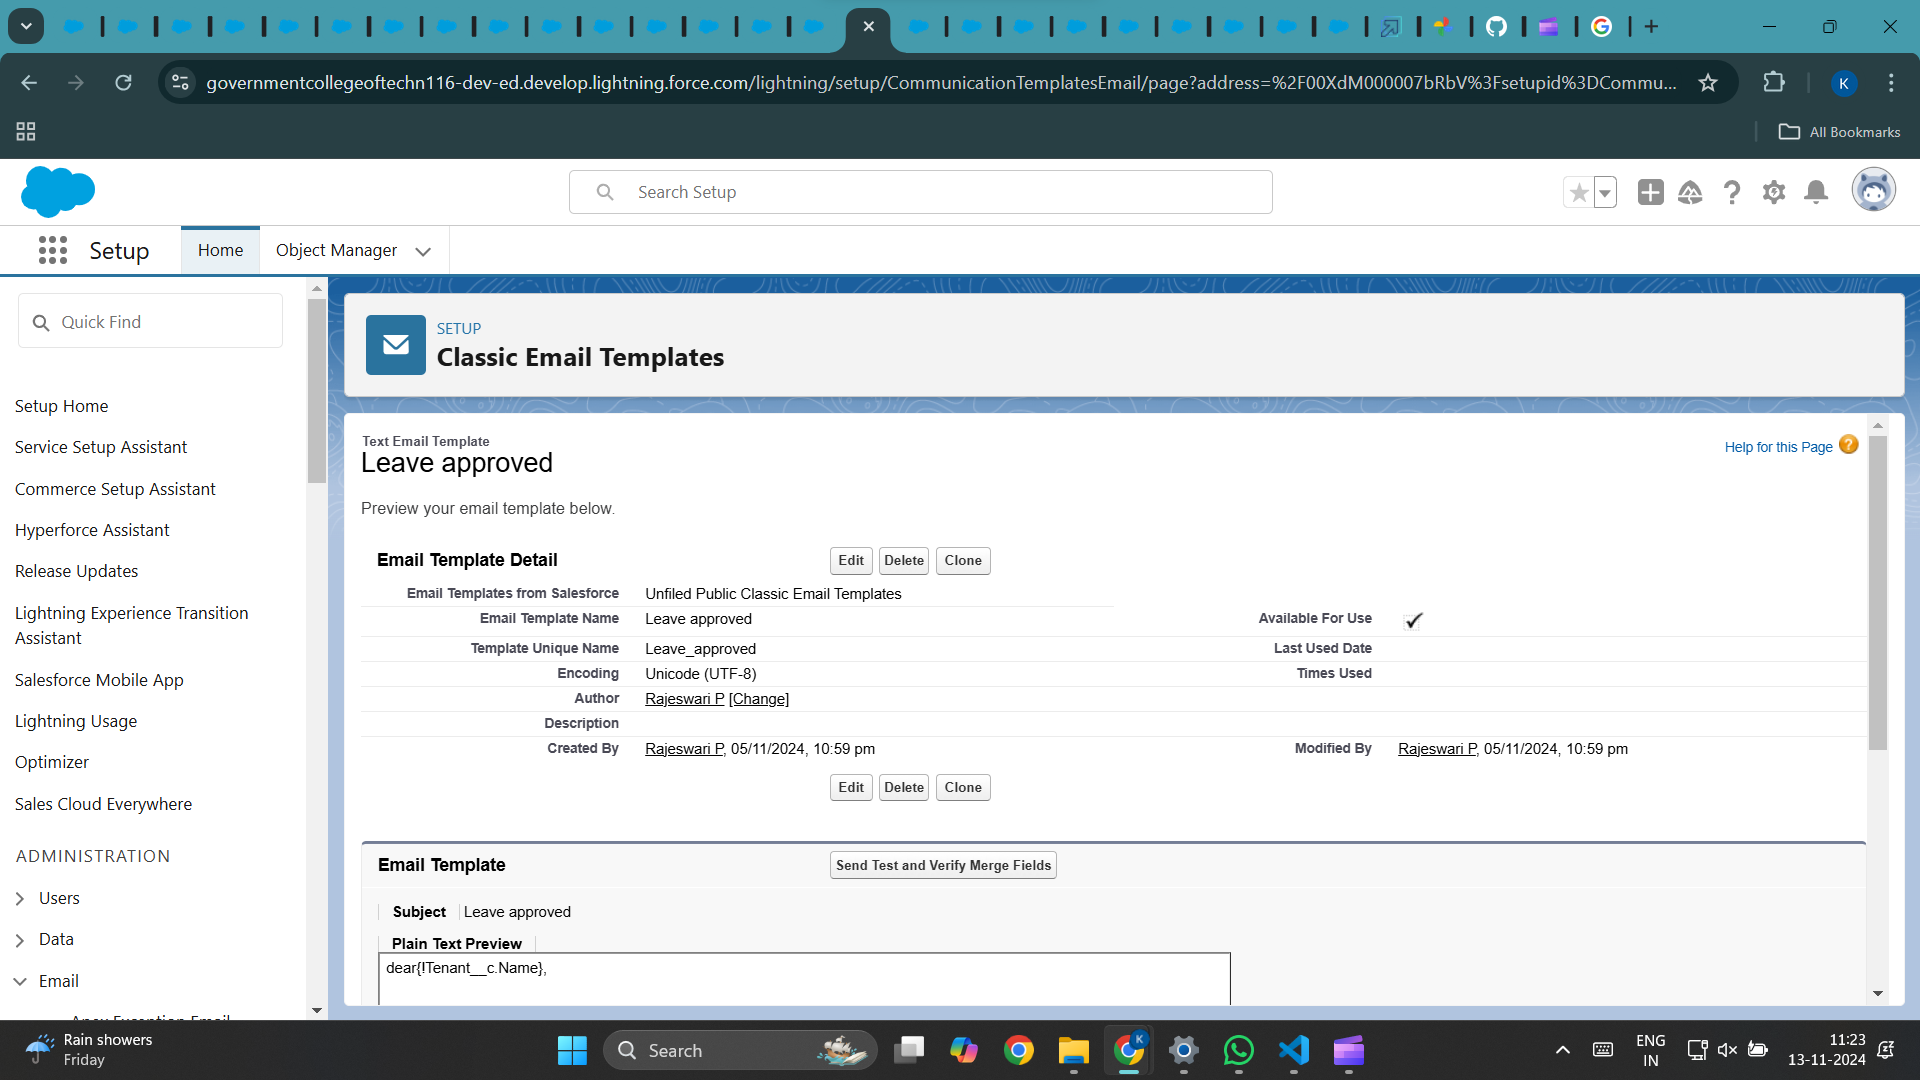 governmentcollegeoftechn116-dev-ed.develop.lightning.force.com/lightning/setup/CommunicationTemplatesEmail/page?address=%2F00XdM000007bRbV%3Fsetupid%3DCommu...
K
All Bookmarks
Search Setup
Setup
Home
Object Manager
Quick Find
Setup Home
Service Setup Assistant
Commerce Setup Assistant
Hyperforce Assistant
Release Updates
Lightning Experience Transition
Assistant
Salesforce Mobile App
Lightning Usage
Optimizer
Sales Cloud Everywhere
ADMINISTRATION
Users
Data
Email
Apex Exception Email
SETUP
Classic Email Templates
Text Email Template
Leave approved
Help for this Page
Preview your email template below.
Email Template Detail
Edit Delete Clone
Email Templates from Salesforce Unfiled Public Classic Email Templates
Email Template Name Leave approved Available For Use
Template Unique Name Leave_approved Last Used Date
Encoding Unicode (UTF-8) Times Used
Author Rajeswari P [Change]
Description
Created By Rajeswari P, 05/11/2024, 10:59 pm Modified By Rajeswari P, 05/11/2024, 10:59 pm
Edit Delete Clone
Email Template Send Test and Verify Merge Fields
Subject Leave approved
Plain Text Preview
dear{!Tenant__c.Name},
Rain showers
Friday
Search
K
ENG
IN
11:23
13-11-2024